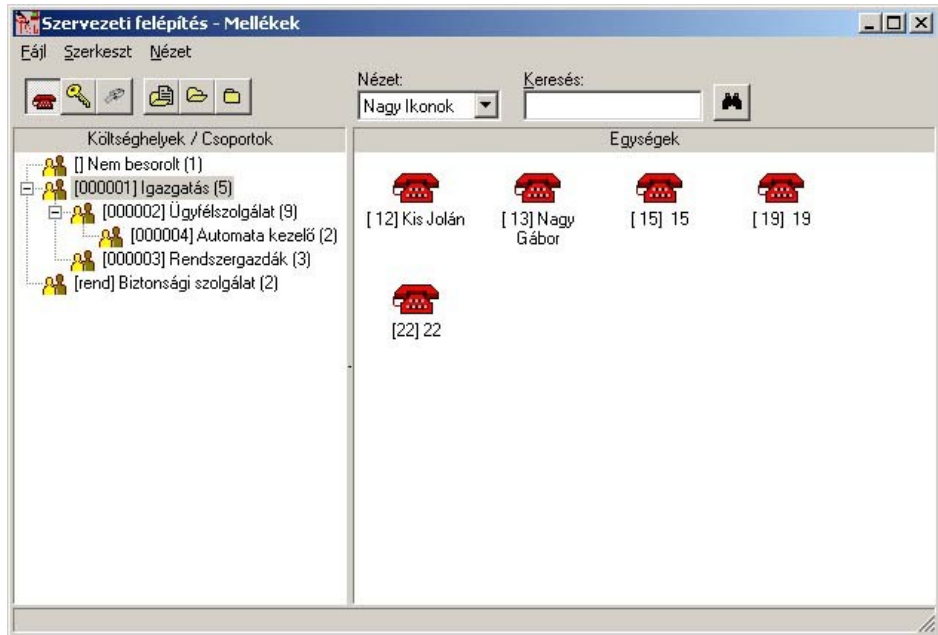 Szervezeti felépítés - Mellékek
Fájl Szerkeszt Nézet
Nézet:
Keresés:
Nagy Ikonok
Költséghelyek / Csoportok
Egységek
[] Nem besorolt (1)
[000001] Igazgatás (5)
[000002] Ügyfélszolgálat (9)
[000004] Automata kezelő (2)
[000003] Rendszergazdák (3)
[rend] Biztonsági szolgálat (2)
[ 12] Kis Jolán
[ 13] Nagy
Gábor
[ 15] 15
[ 19] 19
[22] 22